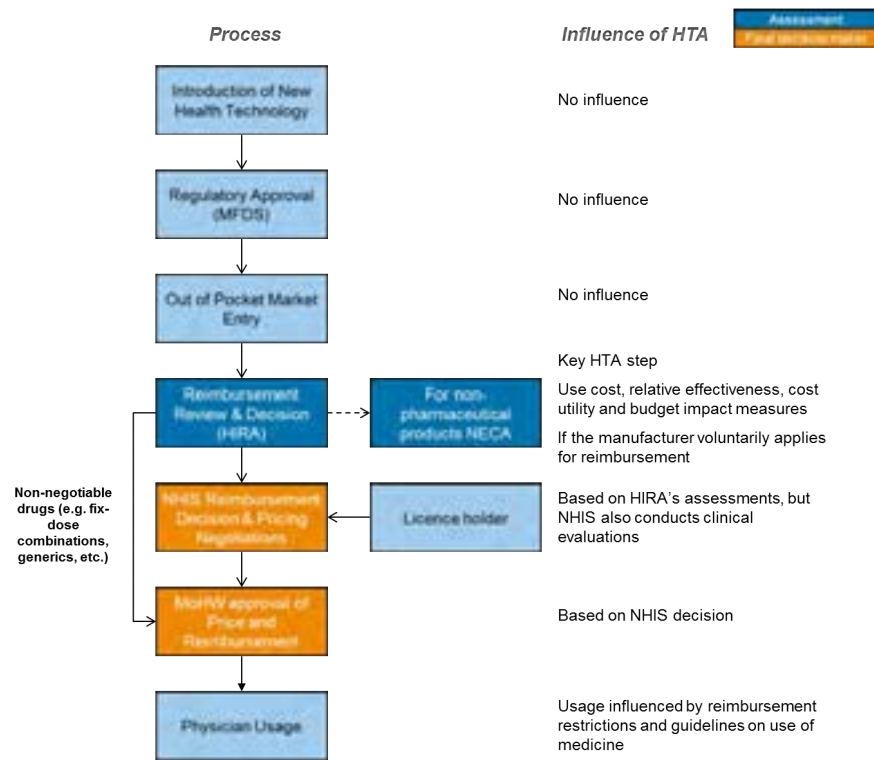 Process
Influence of HTA
Assessment
Final decision maker
Introduction of New
Health Technology
No influence
Regulatory Approval
(MFDS)
No influence
Out of Pocket Market
Entry
No influence
Key HTA step
Reimbursement
Review & Decision
(HIRA)
For non-
pharmaceutical
products NECA
Use cost, relative effectiveness, cost
utility and budget impact measures
If the manufacturer voluntarily applies
for reimbursement
Non-negotiable
drugs (e.g. fix-
dose
combinations,
generics, etc.)
NHIS Reimbursement
Decision & Pricing
Negotiations
Licence holder
Based on HIRA's assessments, but
NHIS also conducts clinical
evaluations
MoHW approval of
Price and
Reimbursement
Based on NHIS decision
Physician Usage
Usage influenced by reimbursement
restrictions and guidelines on use of
medicine